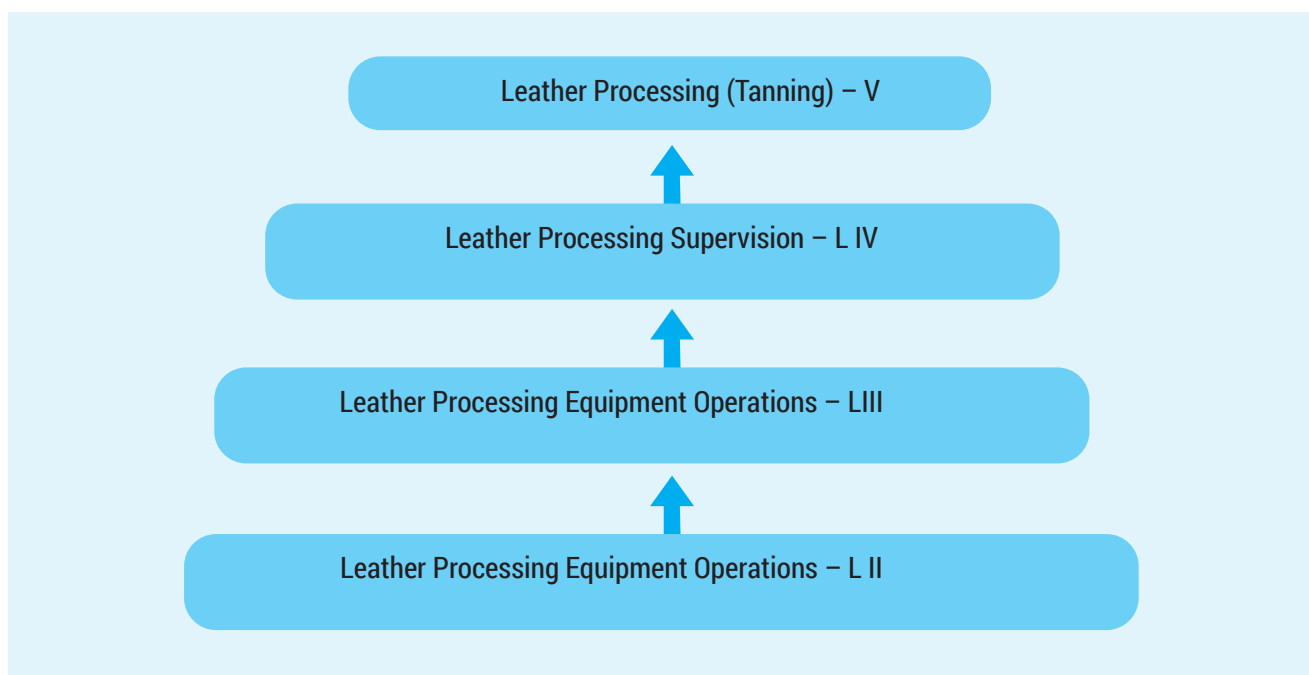 Leather Processing (Tanning) – V
Leather Processing Supervision – L IV
Leather Processing Equipment Operations – LIII
Leather Processing Equipment Operations – L II